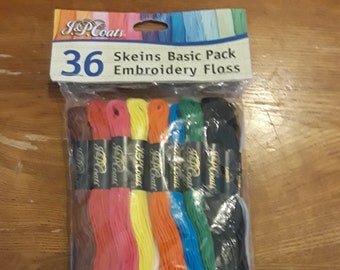 J.&P. Coats
36
Skeins Basic Pack
Embroidery Floss